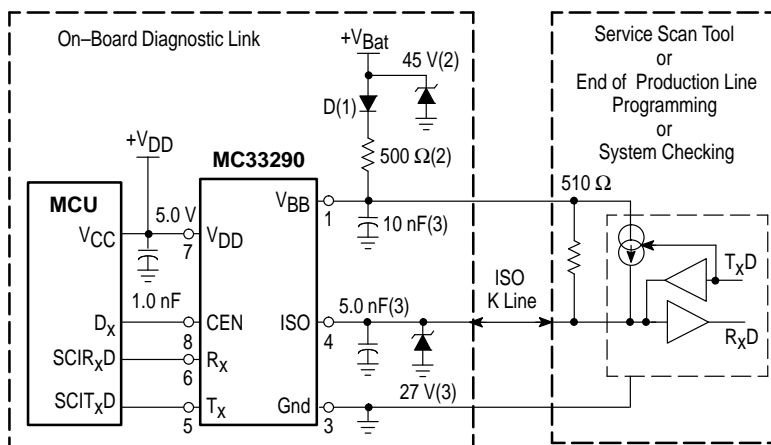 On–Board Diagnostic Link
+VBat
45 V(2)
D(1)
500 Ω(2)
+VDD
MC33290
MCU
VCC
5.0 V
7
VDD
VBB
1
10 nF(3)
1.0 nF
DX
8
CEN
ISO
4
5.0 nF(3)
SCIRXD
6
RX
27 V(3)
SCITXD
5
TX
Gnd
3
ISO
K Line
Service Scan Tool
or
End of Production Line
Programming
or
System Checking
510 Ω
TXD
RXD